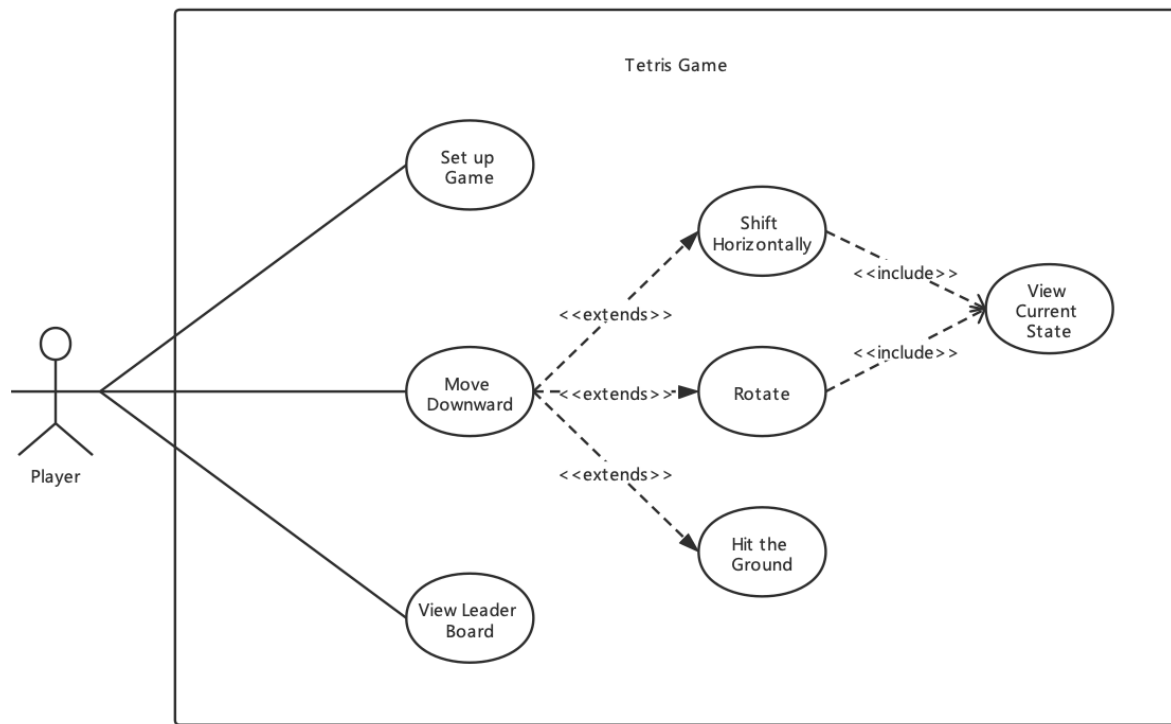 Tetris Game
Set up
Game
Shift
Horizontally
<<include>>
View
Current
State
<<extends>>
<<include>>
Move
Downward
<<extends>>
Rotate
Player
<<extends>>
Hit the
Ground
View Leader
Board